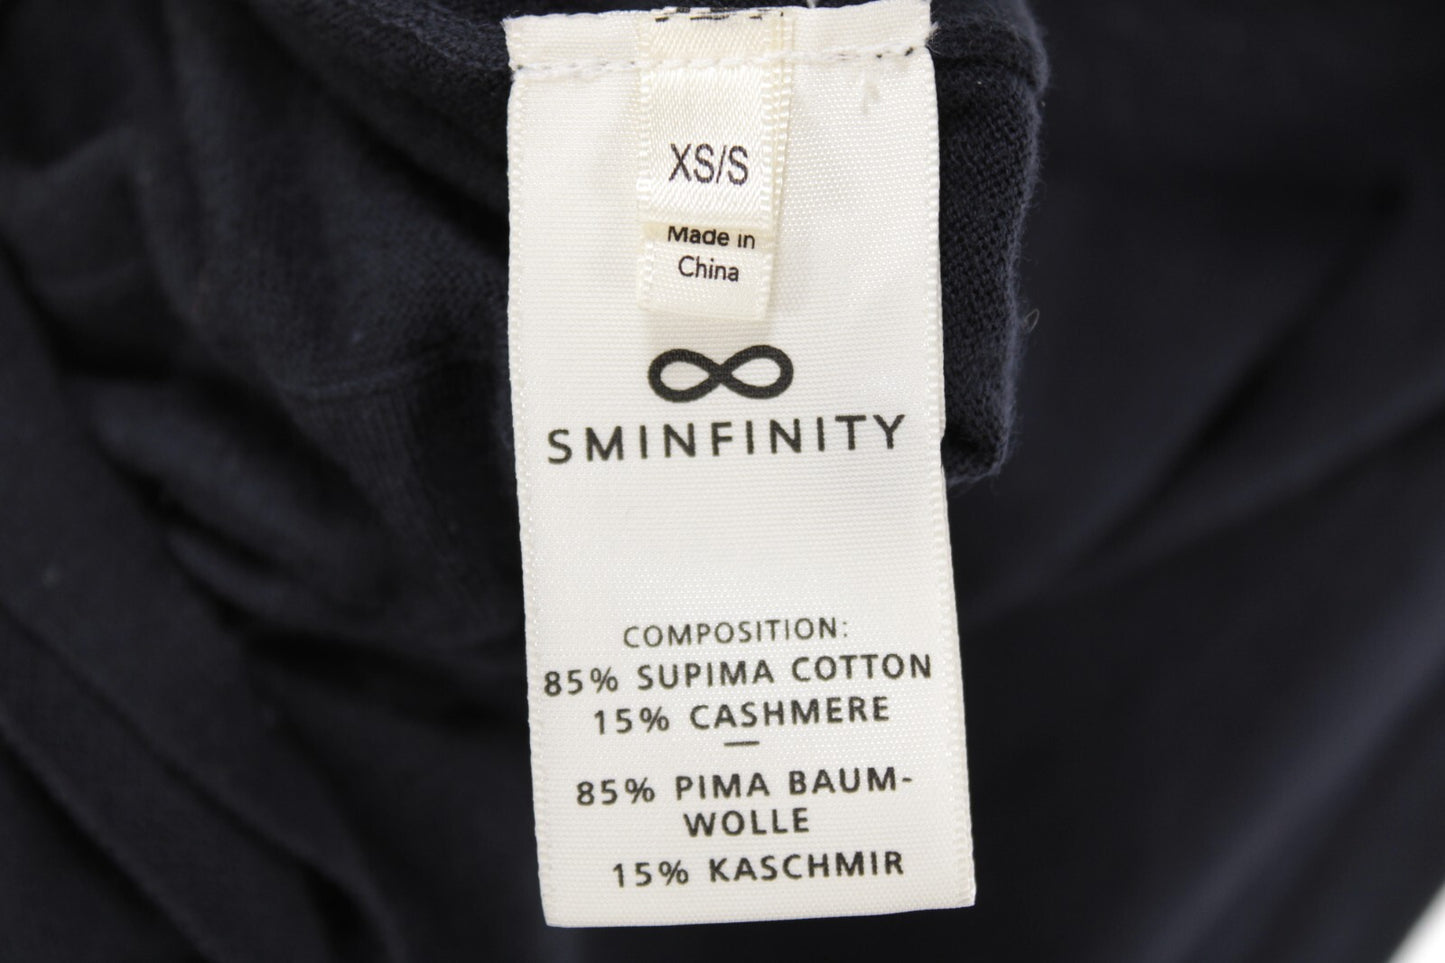 XS/S
Made in
China
SMINFINITY
COMPOSITION:
85% SUPIMA COTTON
15% CASHMERE
—
85% PIMA BAUM-
WOLLE
15% KASCHMIR